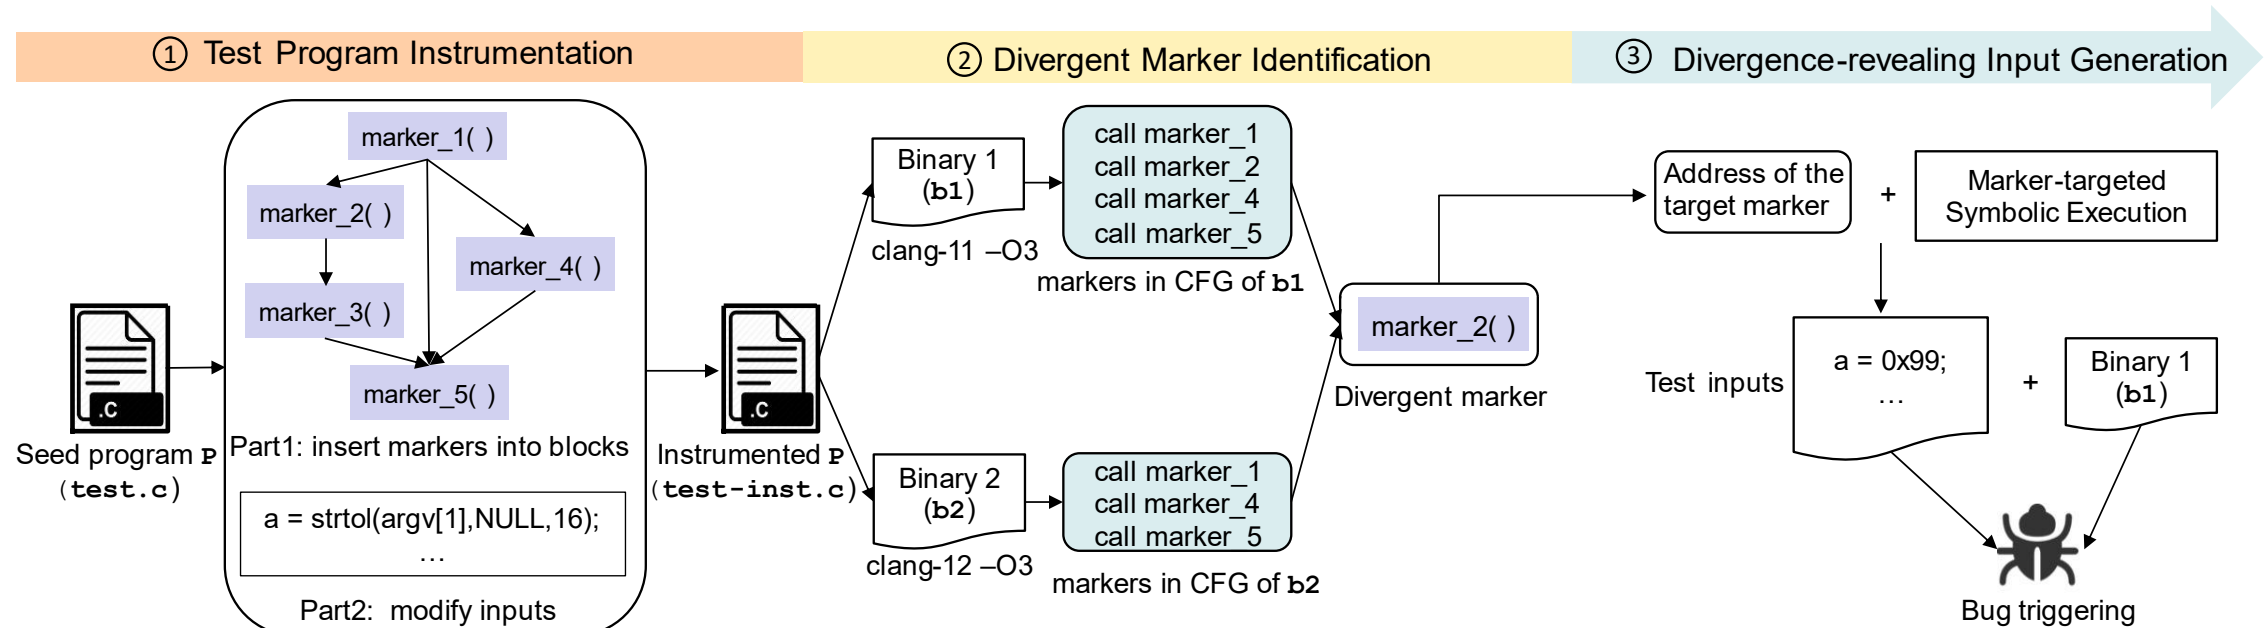 ① Test Program Instrumentation
② Divergent Marker Identification
③ Divergence-revealing Input Generation
marker_1( )
marker_2( )
marker_4( )
marker_3( )
marker_5( )
.C
Seed program P
(test.c)
Part1: insert markers into blocks
a = strtol(argv[1],NULL,16);
…
Part2: modify inputs
.C
Instrumented P
(test-inst.c)
Binary 1
(b1)
clang-11 –O3
call marker_1
call marker_2
call marker_4
call marker_5
markers in CFG of b1
Binary 2
(b2)
clang-12 –O3
call marker_1
call marker_4
call marker_5
markers in CFG of b2
marker_2( )
Divergent marker
Address of the
target marker
+
Marker-targeted
Symbolic Execution
Test inputs
a = 0x99;
…
+
Binary 1
(b1)
Bug triggering